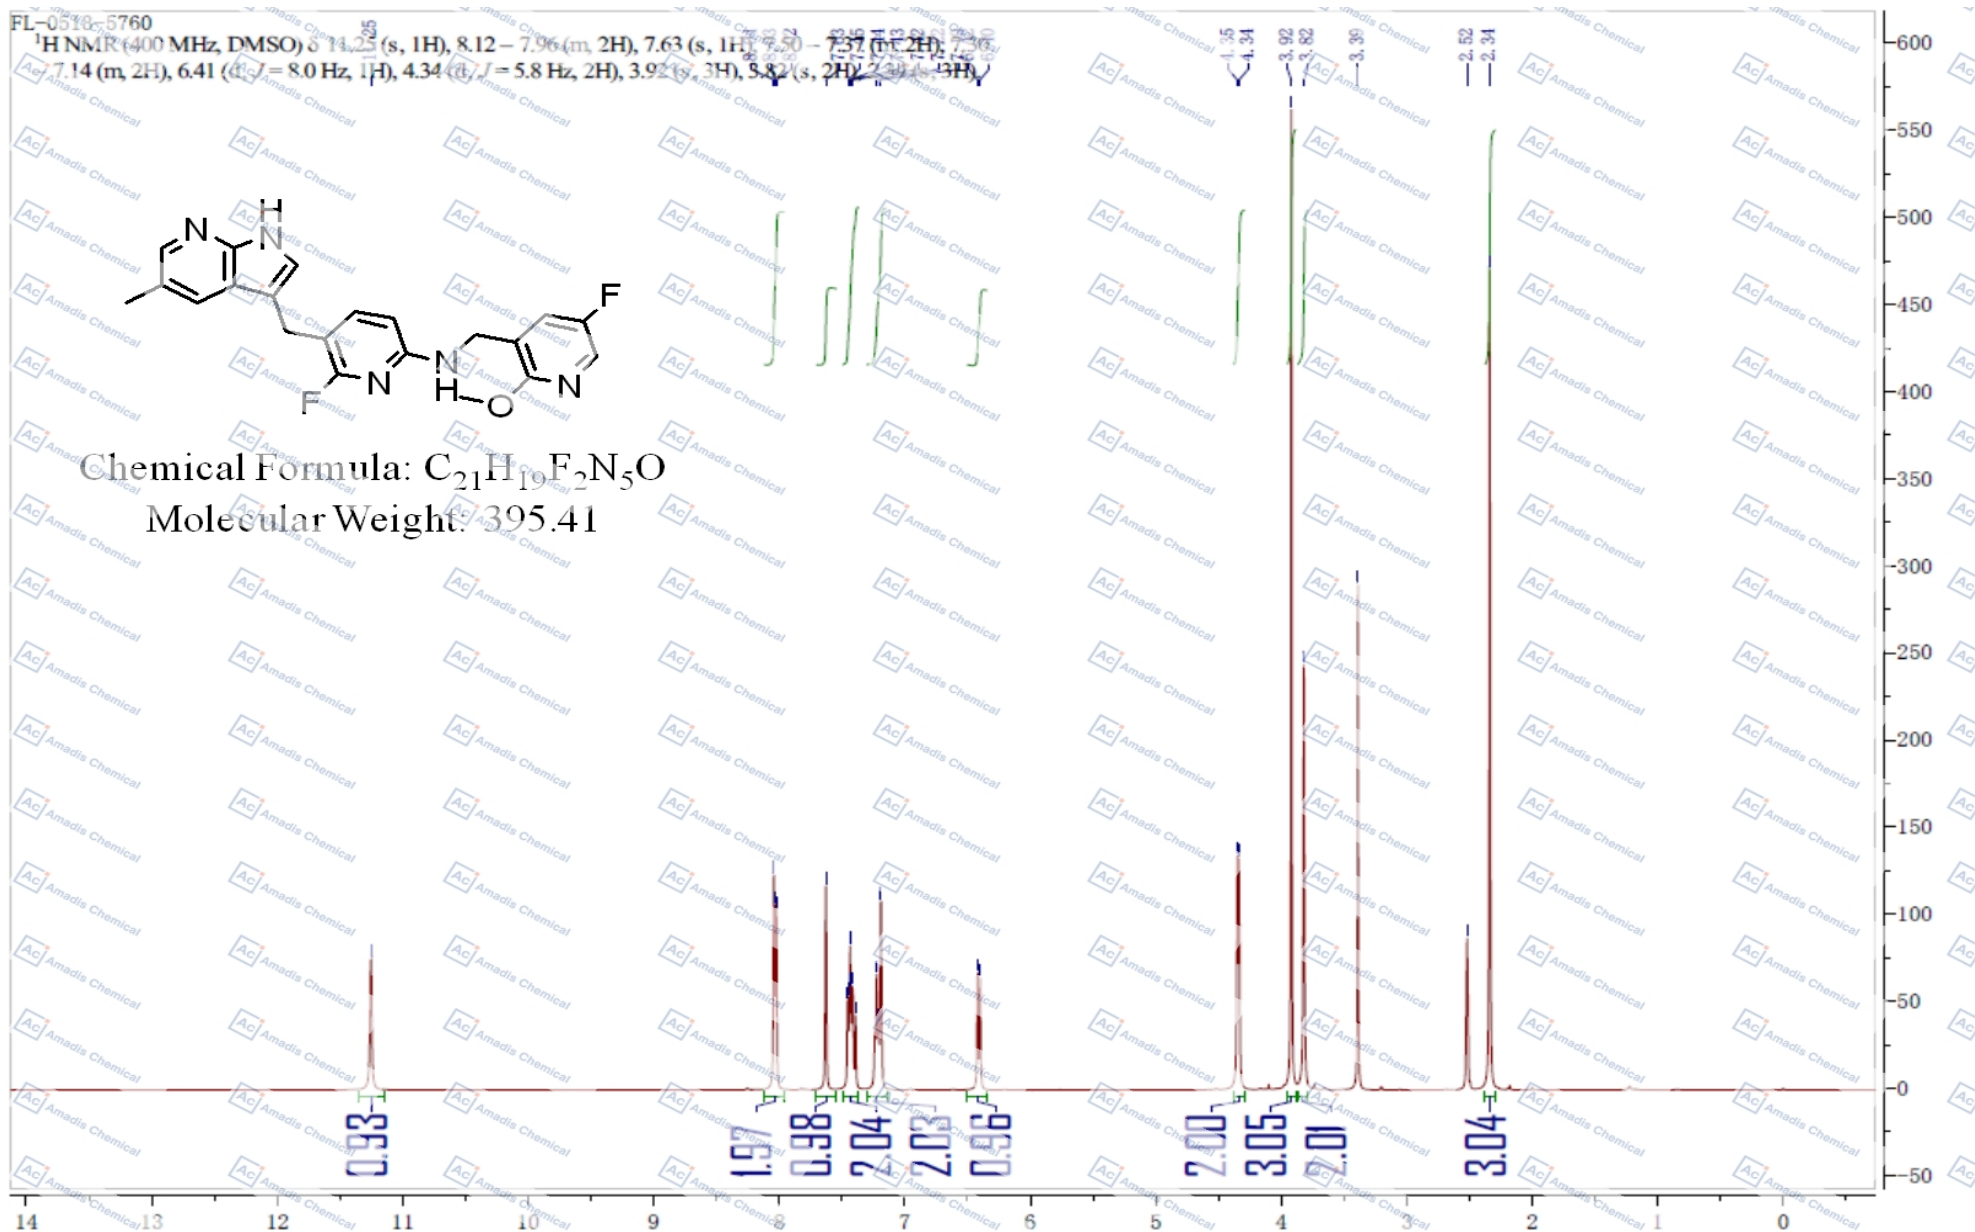 FL-0518-5760
¹H NMR (400 MHz, DMSO) δ 11.25 (s, 1H), 8.12 – 7.96 (m, 2H), 7.63 (s, 1H), 7.50 – 7.37 (m, 2H), 7.30
7.14 (m, 2H), 6.41 (d, J = 8.0 Hz, 1H), 4.34 (d, J = 5.8 Hz, 2H), 3.92 (s, 3H), 3.82 (s, 2H), 2.34 (s, 3H)
11.25
4.35
4.34
3.92
3.82
3.39
2.52
2.34
H
N
N
F
N
H
F
N
O
N
Chemical Formula: C₂₁H₁₉F₂N₅O
Molecular Weight: 395.41
600
550
500
450
400
350
300
250
200
150
100
50
0
-50
0.93
1.97
0.98
2.04
2.03
0.96
2.00
3.05
2.01
3.04
14 13 12 11 10 9 8 7 6 5 4 3 2 1 0
Ac Amadis Chemical